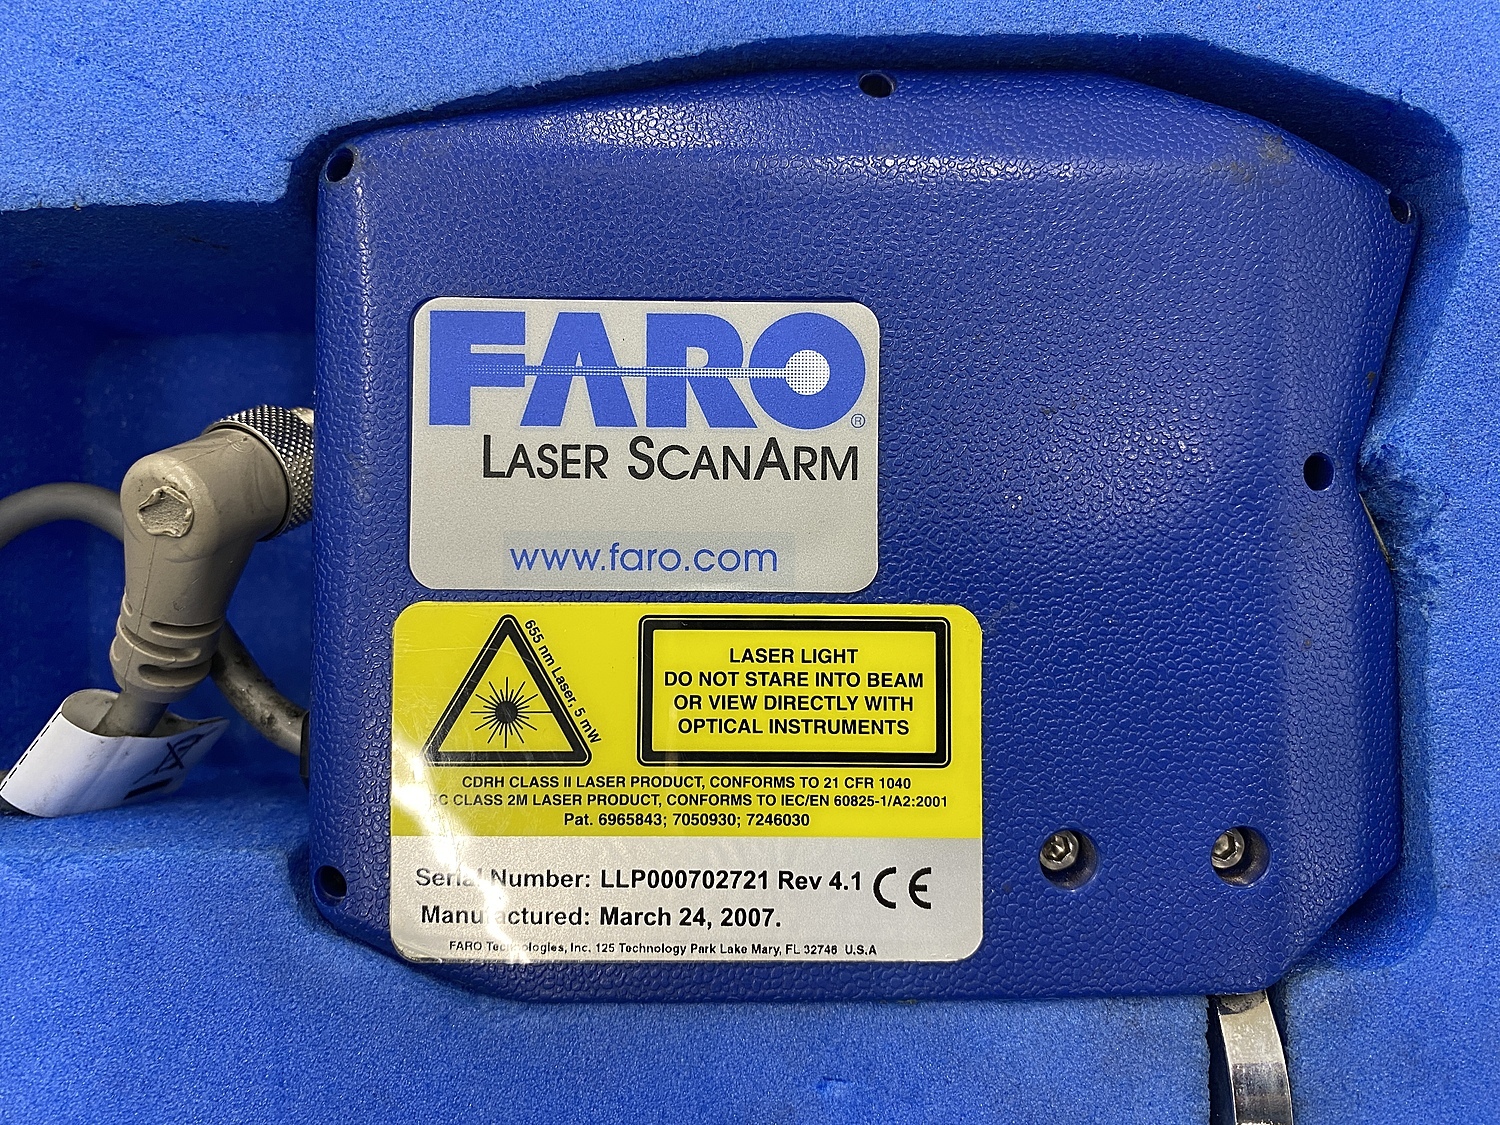 FARO®
LASER SCANARM
www.faro.com
655 nm Laser, 5 mW
LASER LIGHT
DO NOT STARE INTO BEAM
OR VIEW DIRECTLY WITH
OPTICAL INSTRUMENTS
CDRH CLASS II LASER PRODUCT, CONFORMS TO 21 CFR 1040
CLASS 2M LASER PRODUCT, CONFORMS TO IEC/EN 60825-1/A2:2001
Pat. 6965843; 7050930; 7246030
Serial Number: LLP000702721 Rev 4.1 CE
Manufactured: March 24, 2007.
FARO Technologies, Inc. 125 Technology Park Lake Mary, FL 32746 U.S.A